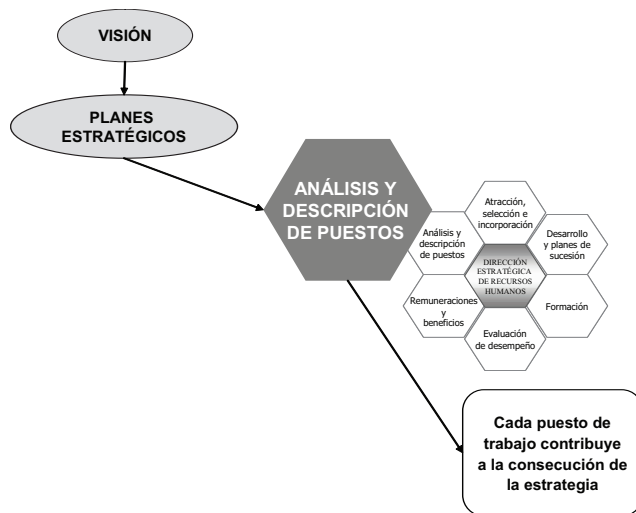 VISIÓN
PLANES
ESTRATÉGICOS
ANÁLISIS Y
DESCRIPCIÓN
DE PUESTOS
Atracción,
selección e
incorporación
Análisis y
descripción
de puestos
Desarrollo
y planes de
sucesión
DIRECCIÓN
ESTRATÉGICA
DE RECURSOS
HUMANOS
Remuneraciones
y
beneficios
Formación
Evaluación
de desempeño
Cada puesto de
trabajo contribuye
a la consecución de
la estrategia